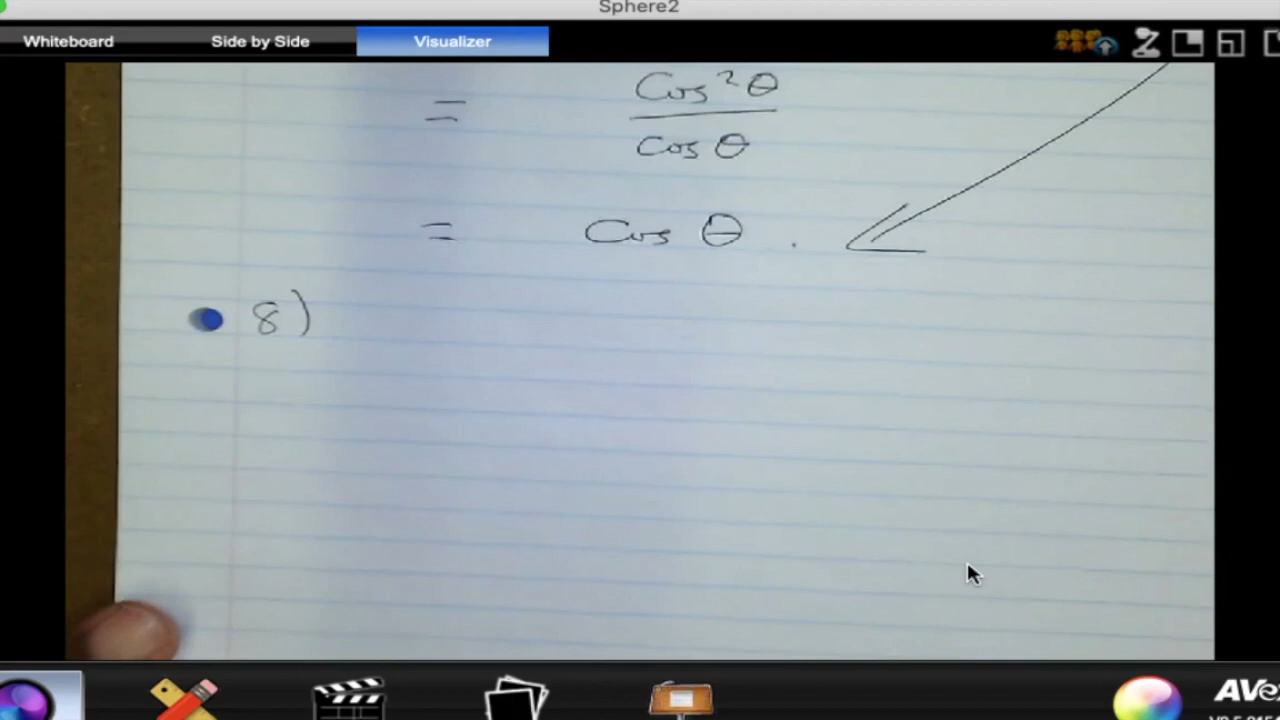 Sphere2
Whiteboard Side by Side Visualizer
= Cos²θ
cos θ
= Cos θ .
8)